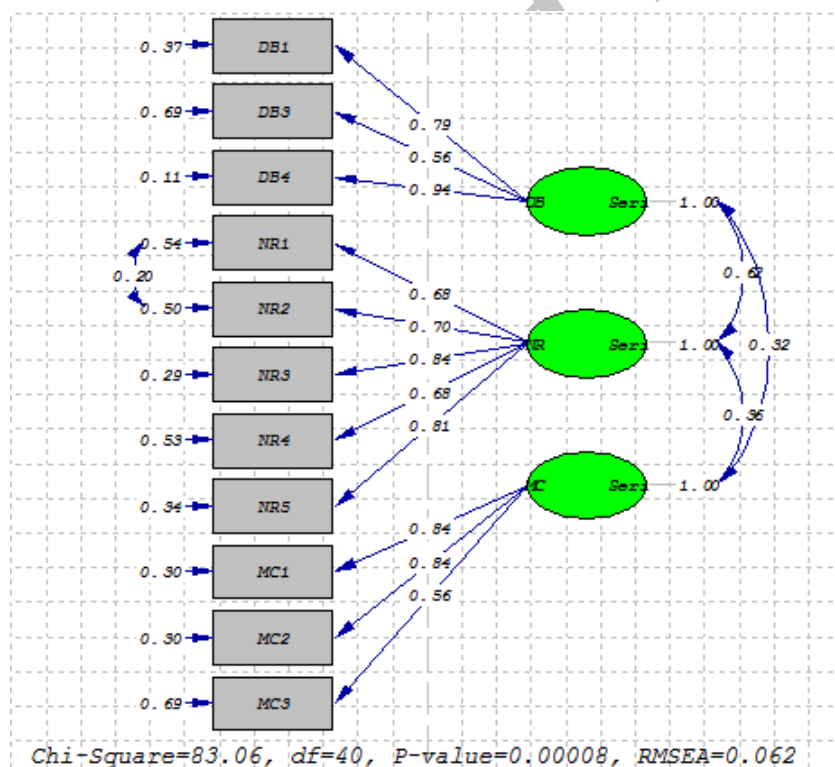 0.37 DB1
0.79
0.69 DB3
0.56
0.11 DB4
0.94
DB Seri 1.00
0.54 NR1
0.62
0.20
0.68
0.50 NR2
0.70
NR Seri 1.00 0.32
0.84
0.29 NR3
0.68
0.36
0.81
0.53 NR4
MC Seri 1.00
0.34 NR5
0.84
0.30 MC1
0.84
0.56
0.30 MC2
0.69 MC3
Chi-Square=83.06, df=40, P-value=0.00008, RMSEA=0.062